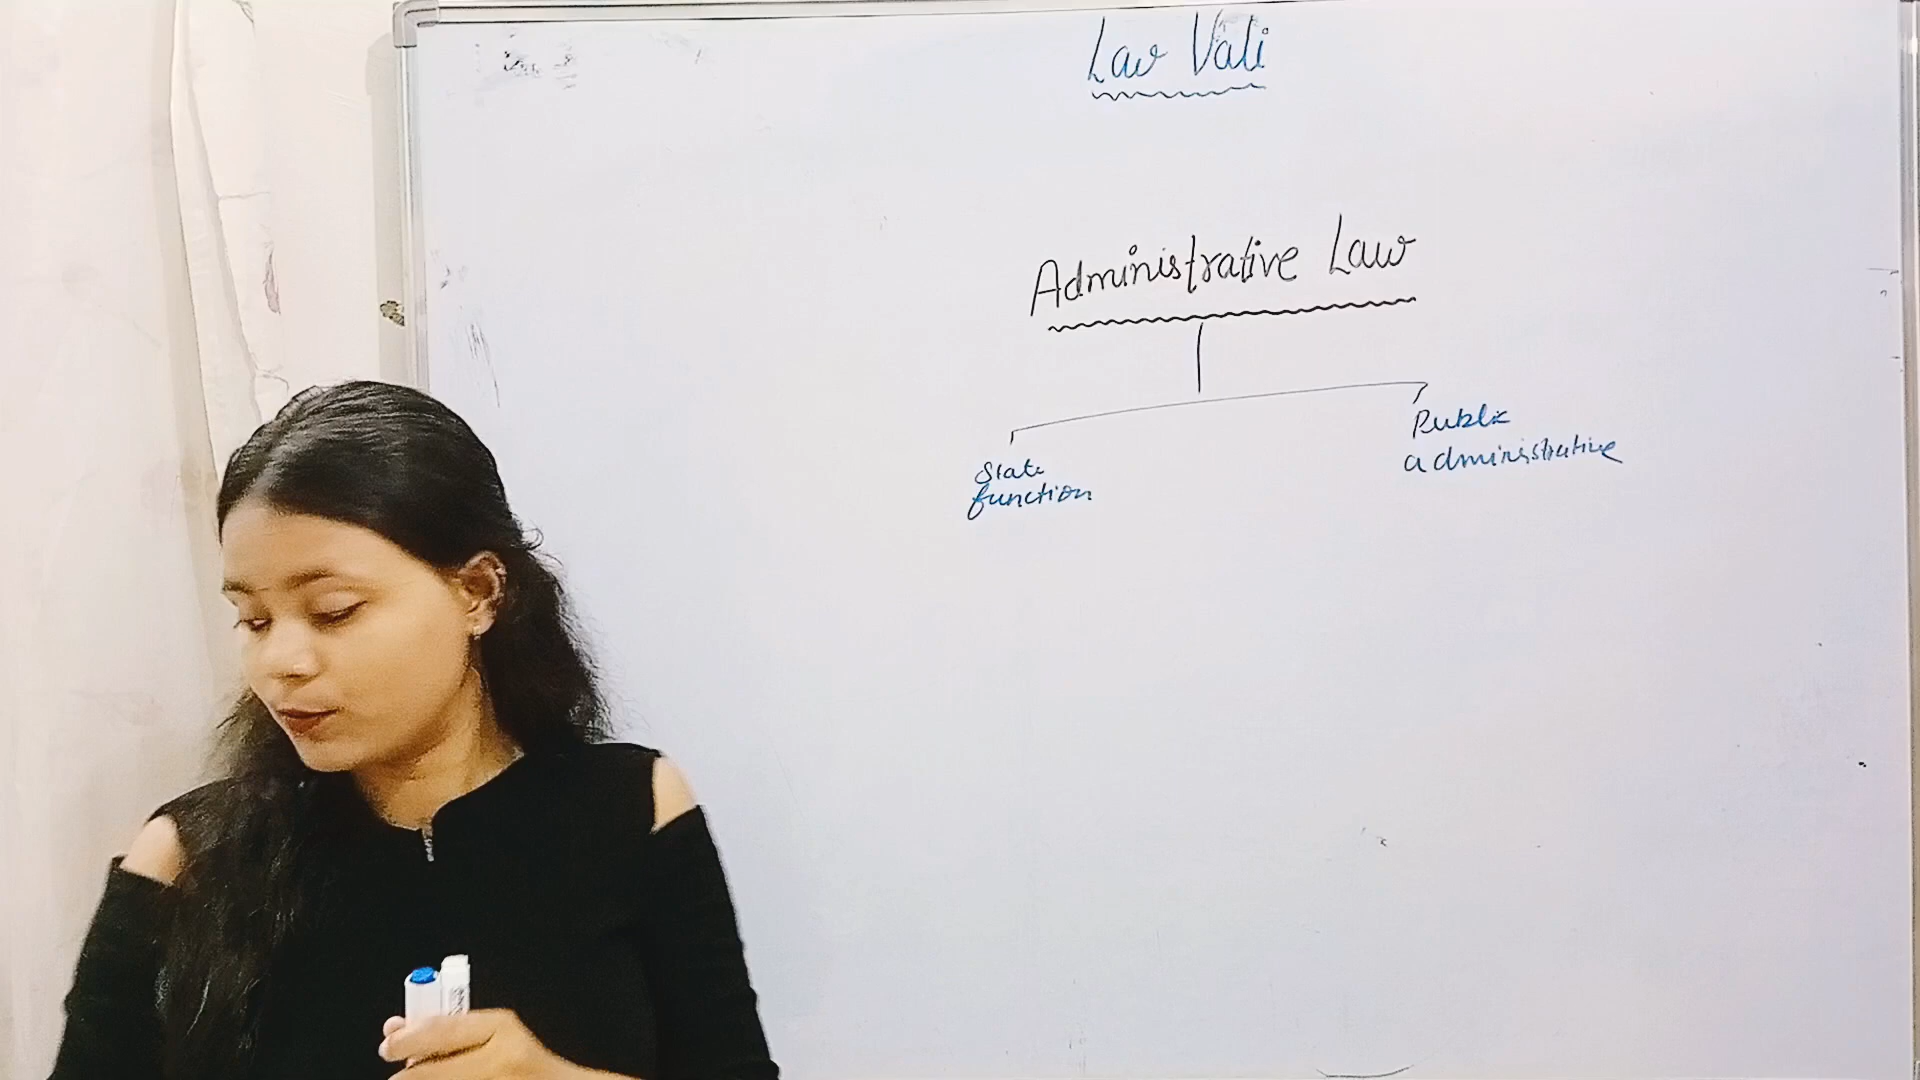 Law Vali
Administrative Law
State
function
Public
administrative